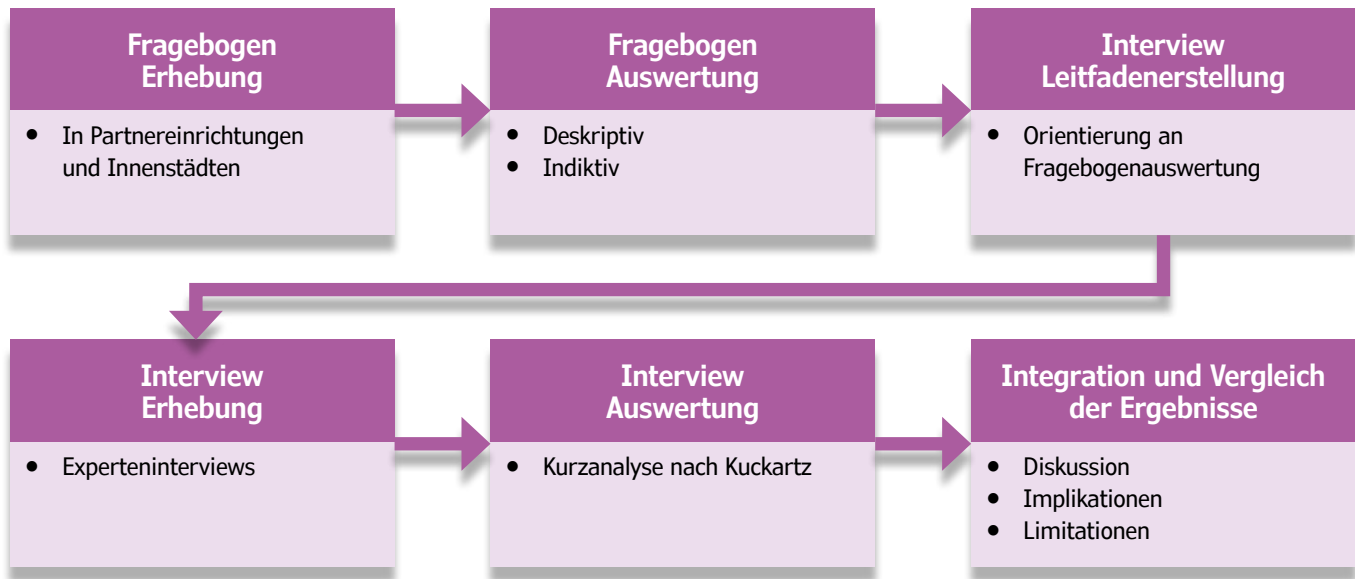 Fragebogen
Erhebung
• In Partnereinrichtungen
und Innenstädten
Fragebogen
Auswertung
• Deskriptiv
• Indiktiv
Interview
Leitfadenerstellung
• Orientierung an
Fragebogenauswertung
Interview
Erhebung
• Experteninterviews
Interview
Auswertung
• Kurzanalyse nach Kuckartz
Integration und Vergleich
der Ergebnisse
• Diskussion
• Implikationen
• Limitationen